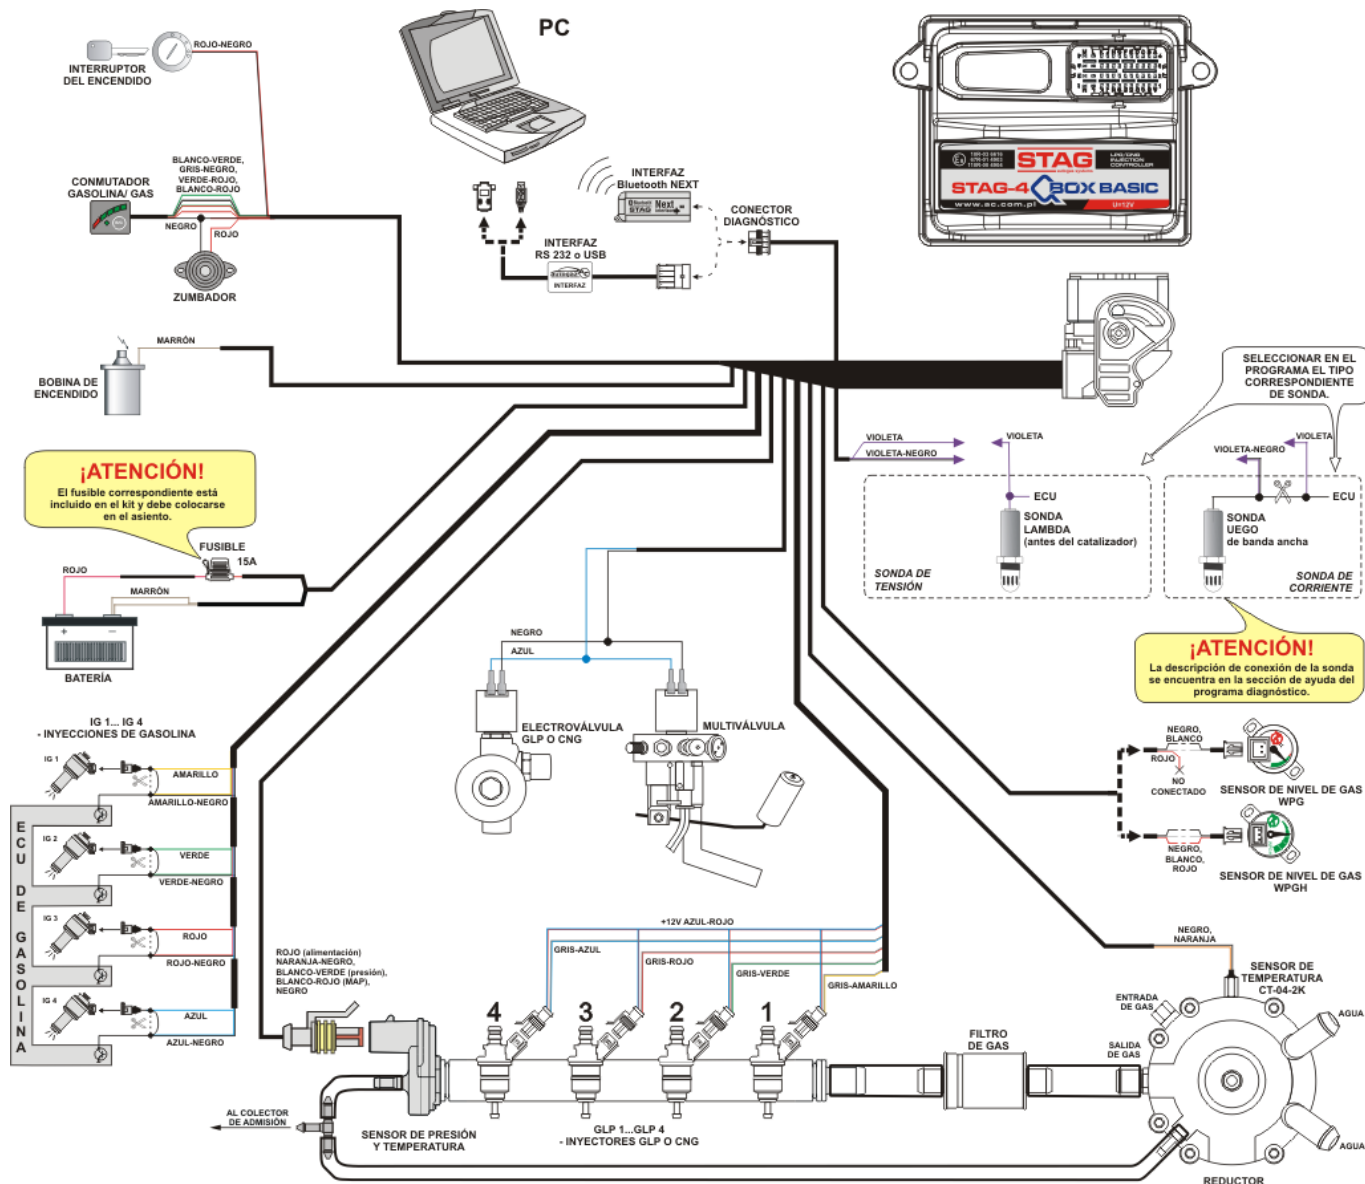 PC
ROJO-NEGRO
INTERRUPTOR
DEL ENCENDIDO
BLANCO-VERDE,
GRIS-NEGRO,
VERDE-ROJO,
BLANCO-ROJO
CONMUTADOR
GASOLINA/ GAS
NEGRO
ROJO
ZUMBADOR
INTERFAZ
Bluetooth NEXT
Bluetooth
STAG
Next
CONECTOR
DIAGNÓSTICO
INTERFAZ
RS 232 o USB
INTERFAZ
STAG
LPG/CNG
INJECTION
CONTROLLER
STAG-4 QBOX BASIC
www.ac.com.pl
U=12V
MARRÓN
BOBINA DE
ENCENDIDO
SELECCIONAR EN EL
PROGRAMA EL TIPO
CORRESPONDIENTE
DE SONDA.
VIOLETA
VIOLETA-NEGRO
VIOLETA
ECU
SONDA
LAMBDA
(antes del catalizador)
SONDA DE
TENSIÓN
VIOLETA
VIOLETA-NEGRO
ECU
SONDA
UEGO
de banda ancha
SONDA DE
CORRIENTE
¡ATENCIÓN!
La descripción de conexión de la sonda
se encuentra en la sección de ayuda del
programa diagnóstico.
¡ATENCIÓN!
El fusible correspondiente está
incluido en el kit y debe colocarse
en el asiento.
FUSIBLE
15A
ROJO
MARRÓN
+
−
BATERÍA
NEGRO
AZUL
ELECTROVÁLVULA
GLP O CNG
MULTIVÁLVULA
IG 1... IG 4
- INYECCIONES DE GASOLINA
IG 1
AMARILLO
AMARILLO-NEGRO
IG 2
VERDE
VERDE-NEGRO
IG 3
ROJO
ROJO-NEGRO
IG 4
AZUL
AZUL-NEGRO
ECU DE GASOLINA
NEGRO,
BLANCO
ROJO
NO
CONECTADO
SENSOR DE NIVEL DE GAS
WPG
NEGRO,
BLANCO,
ROJO
SENSOR DE NIVEL DE GAS
WPGH
+12V AZUL-ROJO
GRIS-AZUL
GRIS-ROJO
GRIS-VERDE
GRIS-AMARILLO
ROJO (alimentación)
NARANJA-NEGRO,
BLANCO-VERDE (presión),
BLANCO-ROJO (MAP),
NEGRO
4
3
2
1
NEGRO,
NARANJA
SENSOR DE
TEMPERATURA
CT-04-2K
ENTRADA
DE GAS
SALIDA
DE GAS
AGUA
AGUA
FILTRO
DE GAS
AL COLECTOR
DE ADMISIÓN
SENSOR DE PRESIÓN
Y TEMPERATURA
GLP 1...GLP 4
- INYECTORES GLP O CNG
REDUCTOR